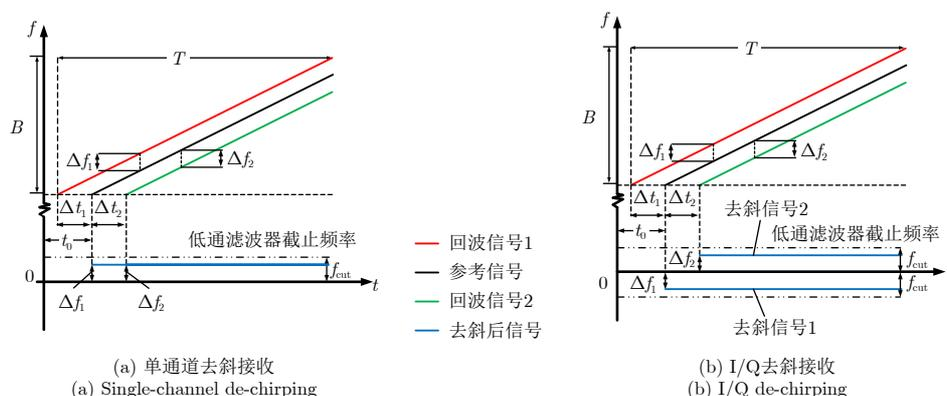 f
T
B
Δf₁
Δf₂
Δt₁
Δt₂
t₀
低通滤波器截止频率
0
f_cut
t
Δf₁
Δf₂
(a) 单通道去斜接收
(a) Single-channel de-chirping
回波信号1
参考信号
回波信号2
去斜后信号
f
T
B
Δf₁
Δf₂
Δt₁
Δt₂
去斜信号2
t₀
低通滤波器截止频率
Δf₂
f_cut
0
Δf₁
f_cut
去斜信号1
(b) I/Q去斜接收
(b) I/Q de-chirping